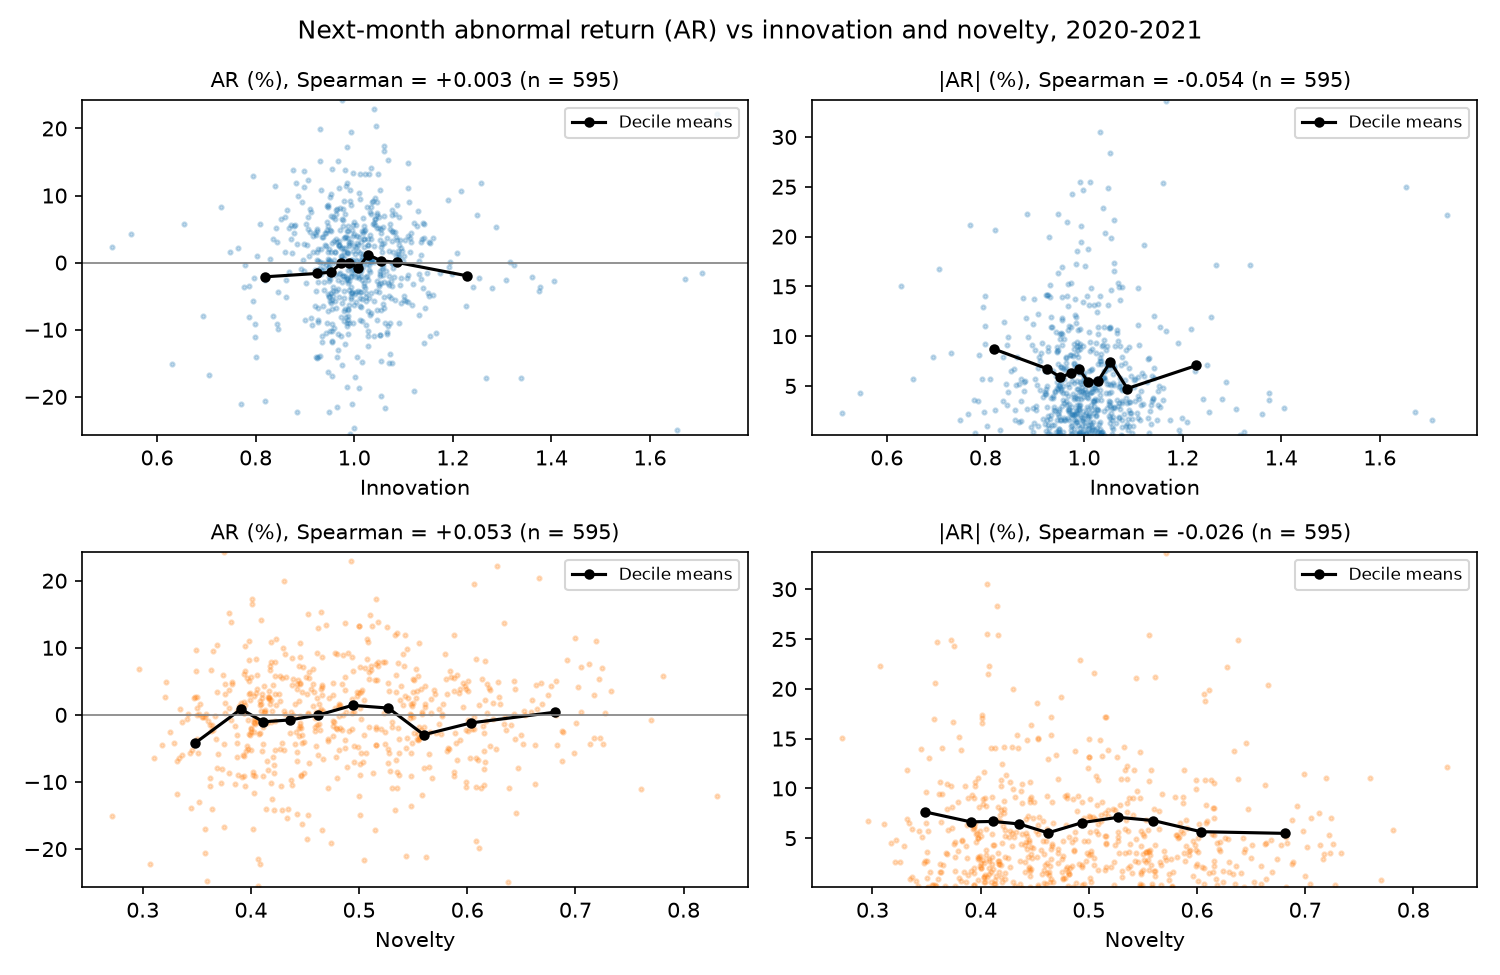 Next-month abnormal return (AR) vs innovation and novelty, 2020-2021
AR (%), Spearman = +0.003 (n = 595)
Decile means
20
10
0
−10
−20
0.6 0.8 1.0 1.2 1.4 1.6
Innovation
|AR| (%), Spearman = -0.054 (n = 595)
Decile means
30
25
20
15
10
5
0.6 0.8 1.0 1.2 1.4 1.6
Innovation
AR (%), Spearman = +0.053 (n = 595)
Decile means
20
10
0
−10
−20
0.3 0.4 0.5 0.6 0.7 0.8
Novelty
|AR| (%), Spearman = -0.026 (n = 595)
Decile means
30
25
20
15
10
5
0.3 0.4 0.5 0.6 0.7 0.8
Novelty